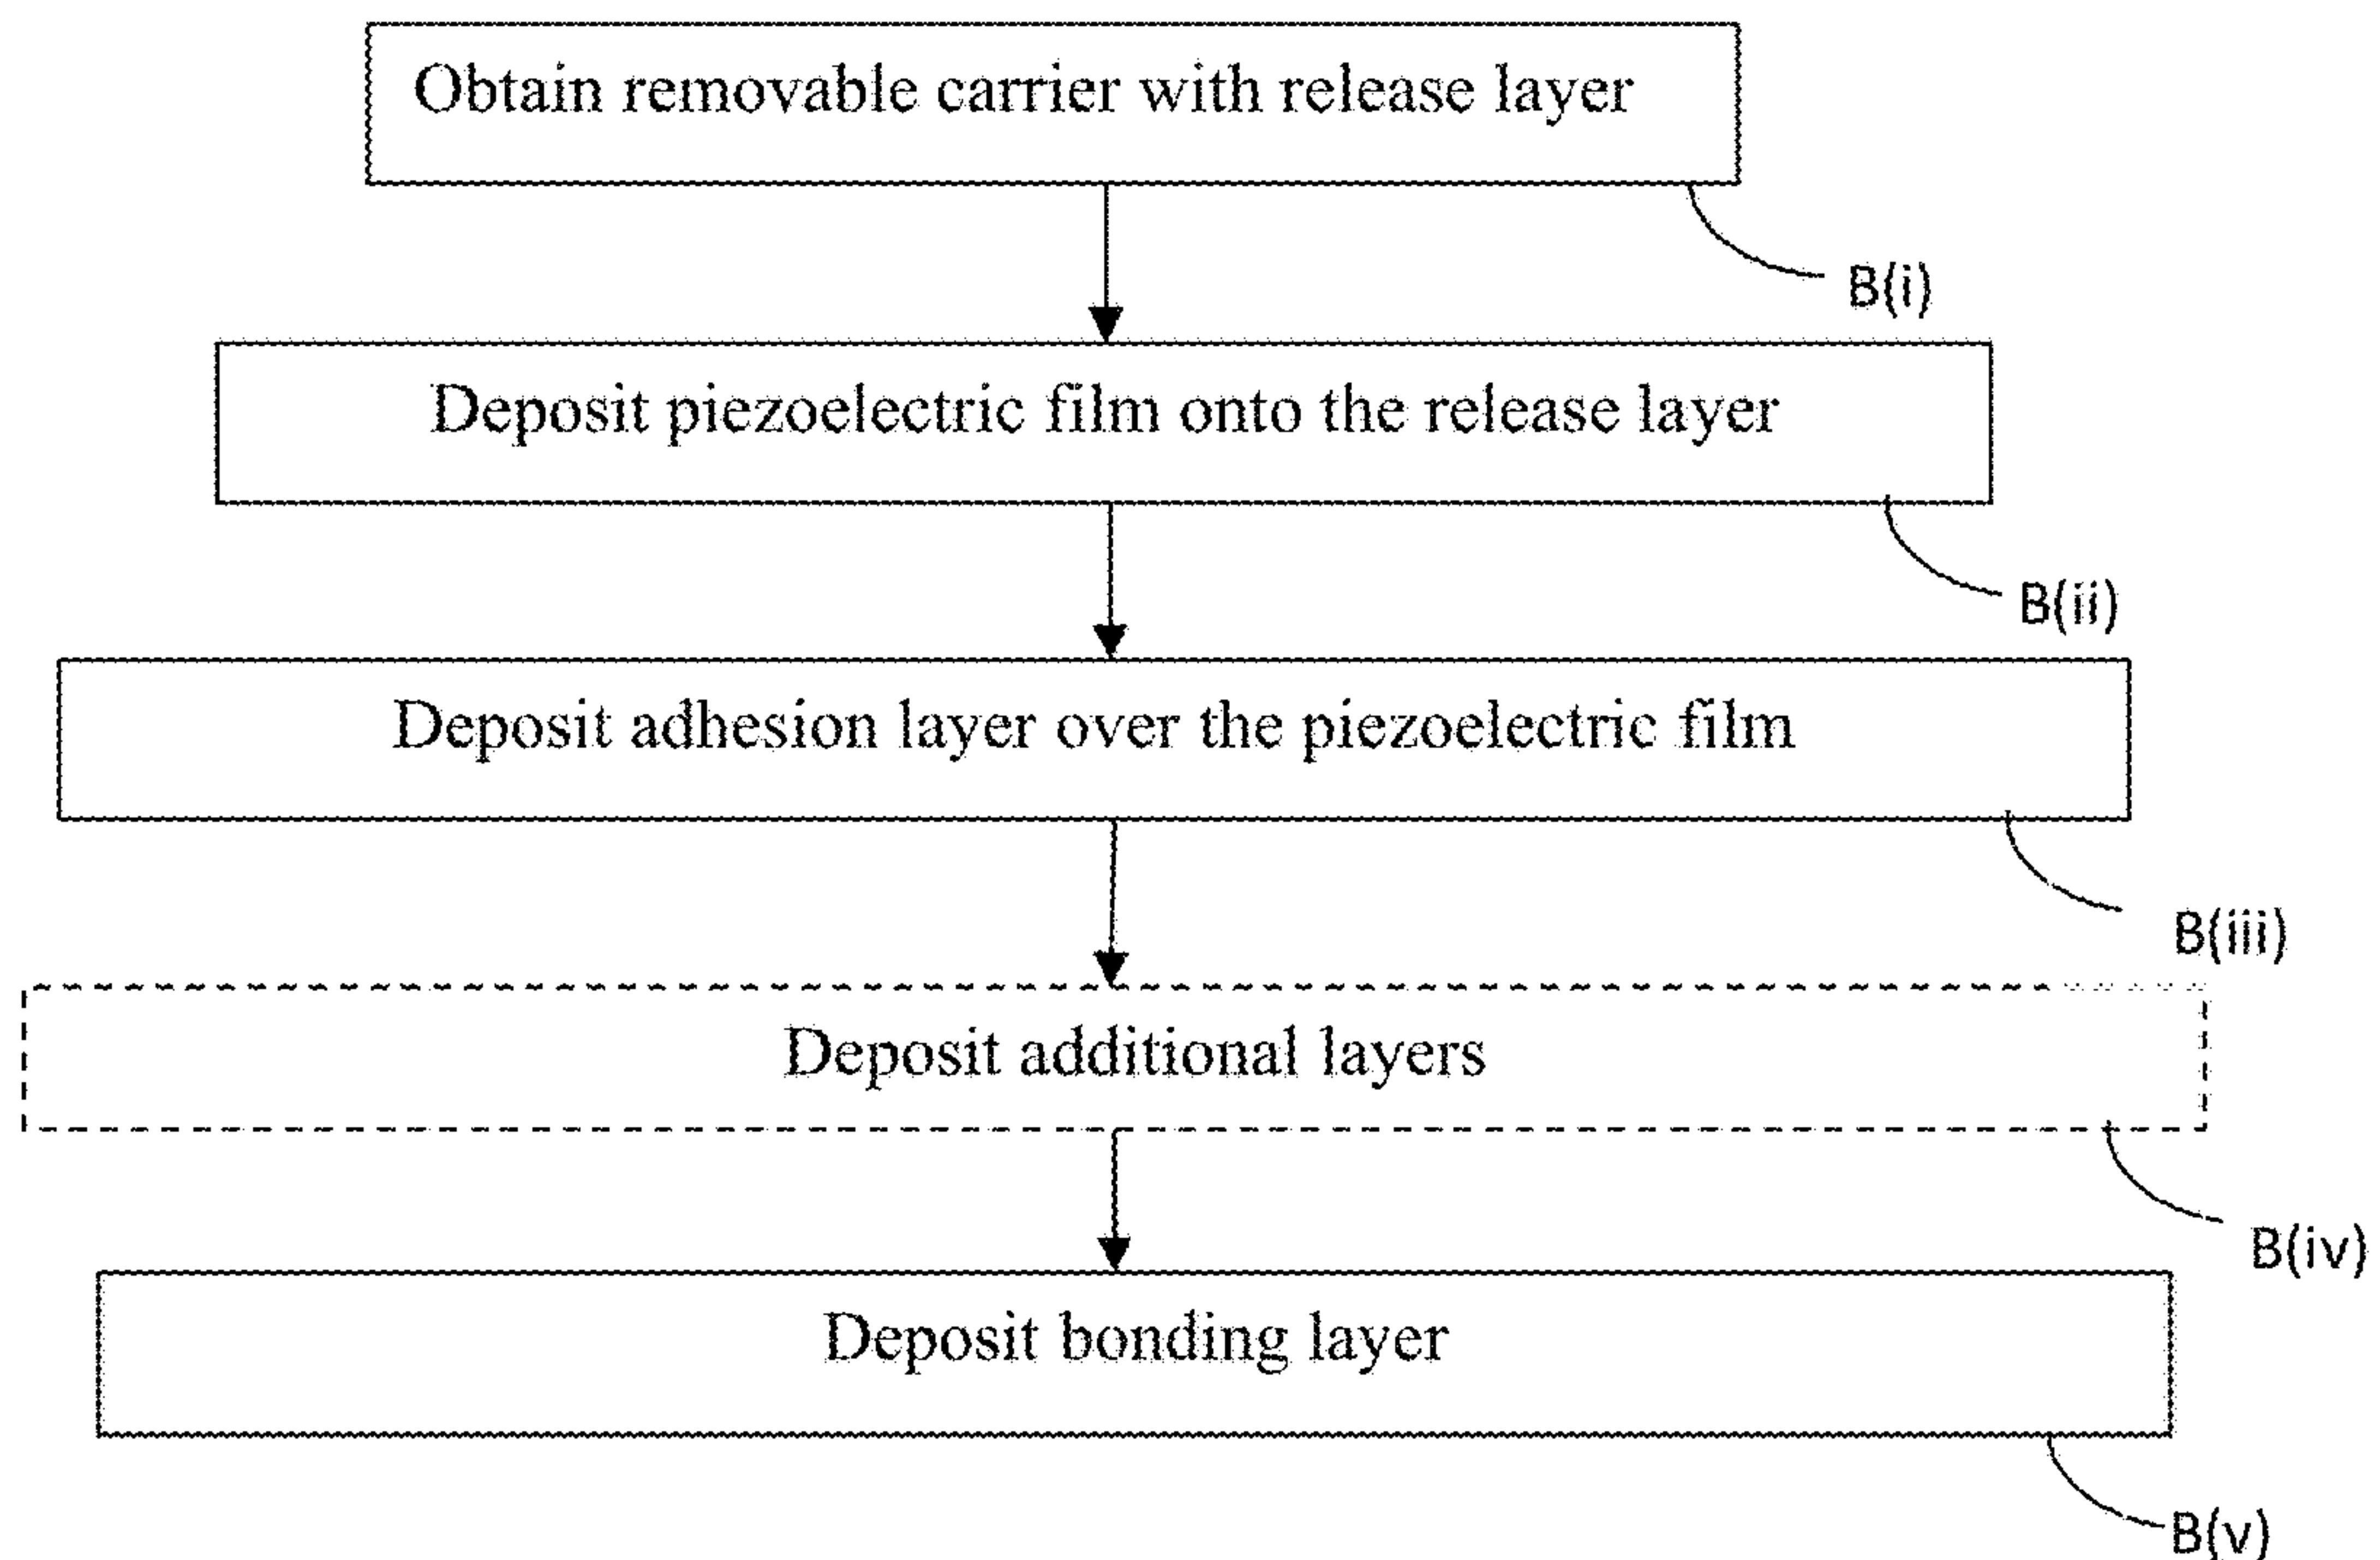 Obtain removable carrier with release layer
B(i)
Deposit piezoelectric film onto the release layer
B(ii)
Deposit adhesion layer over the piezoelectric film
B(iii)
Deposit additional layers
B(iv)
Deposit bonding layer
B(v)